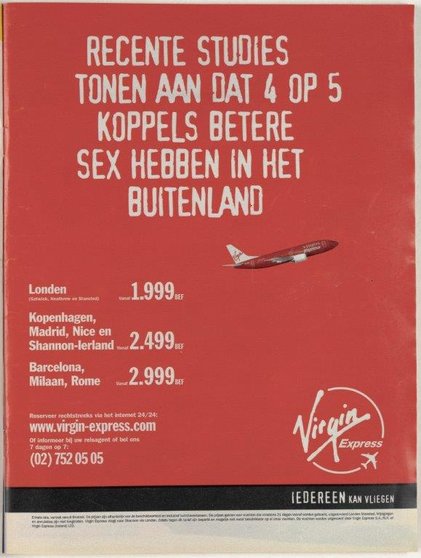 RECENTE STUDIES
TONEN AAN DAT 4 OP 5
KOPPELS BETERE
SEX HEBBEN IN HET
BUITENLAND
Londen
(Gatwick, Heathrow en Stansted) Vanaf 1.999 BEF
Kopenhagen,
Madrid, Nice en
Shannon-Ierland Vanaf 2.499 BEF
Barcelona,
Milaan, Rome Vanaf 2.999 BEF
Reserveer rechtstreeks via het internet 24/24:
www.virgin-express.com
Of informeer bij uw reisagent of bel ons
7 dagen op 7:
(02) 752 05 05
Virgin
Express
IEDEREEN KAN VLIEGEN